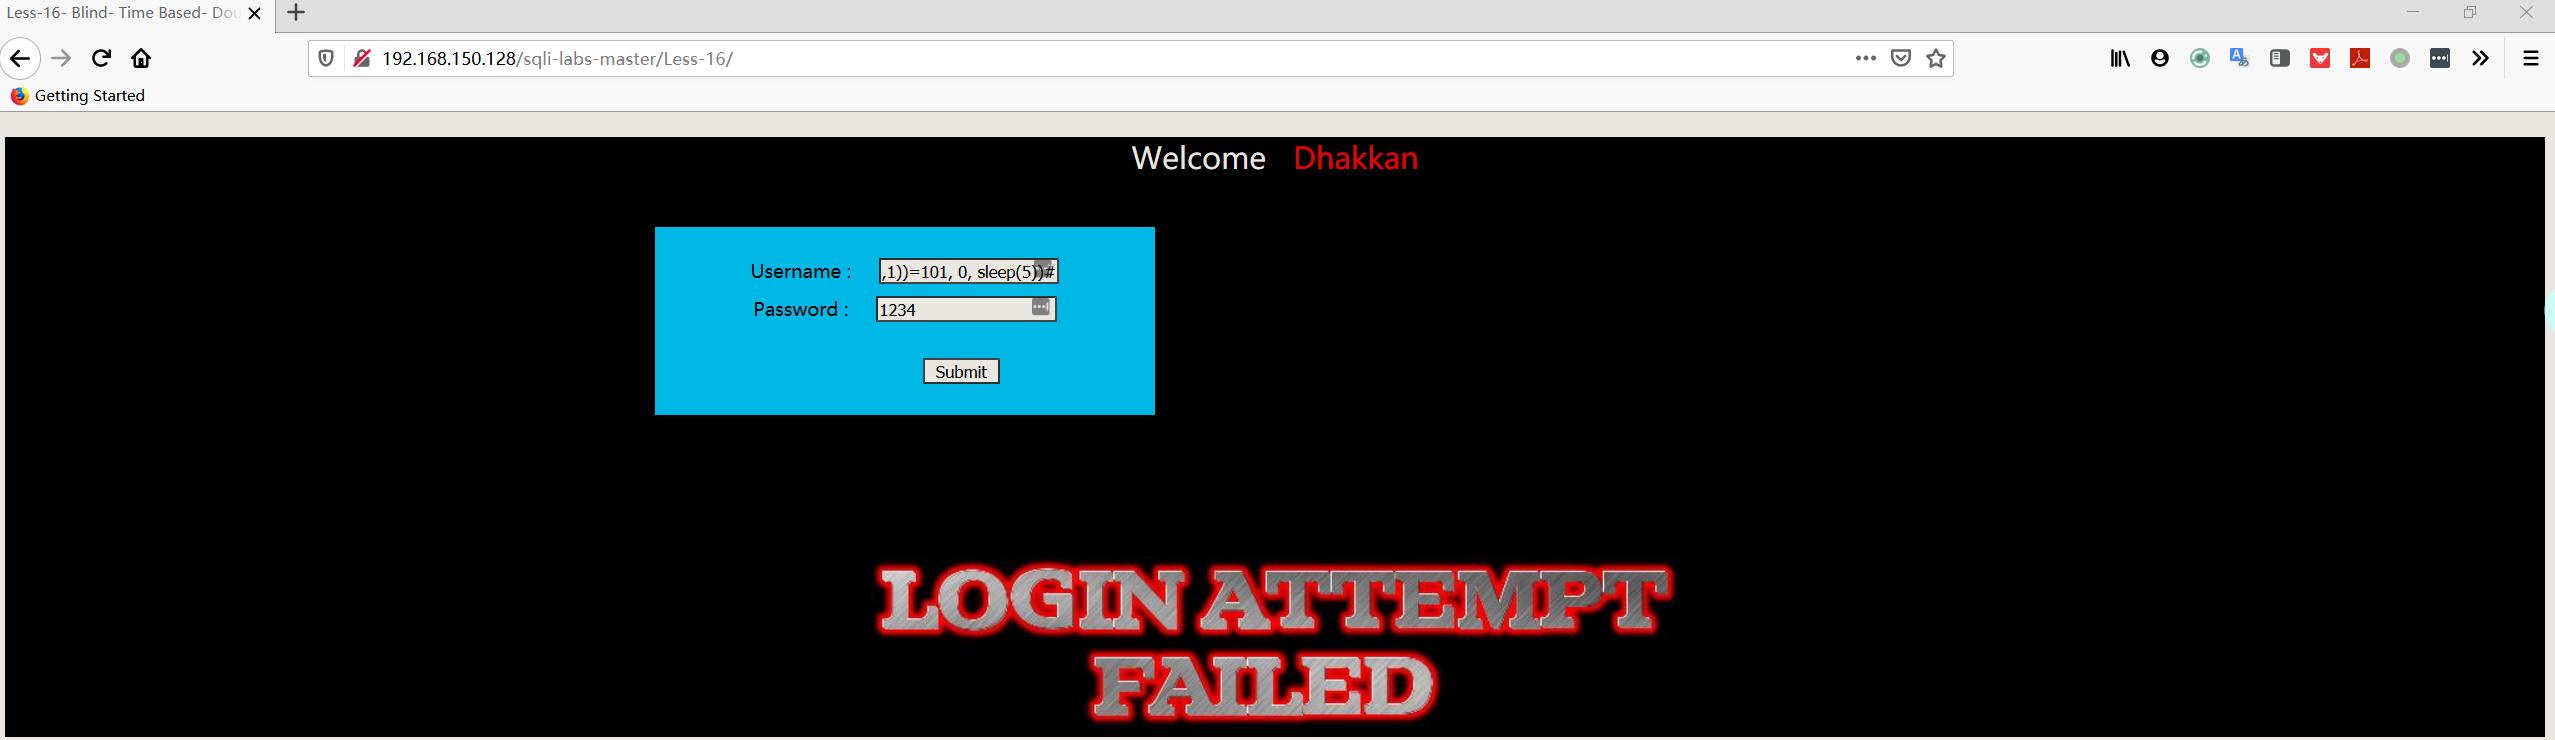 Less-16- Blind- Time Based- Dou
192.168.150.128/sqli-labs-master/Less-16/
Getting Started
Welcome Dhakkan
Username : ,1))=101, 0, sleep(5))#
Password : 1234
Submit
LOGIN ATTEMPT
FAILED